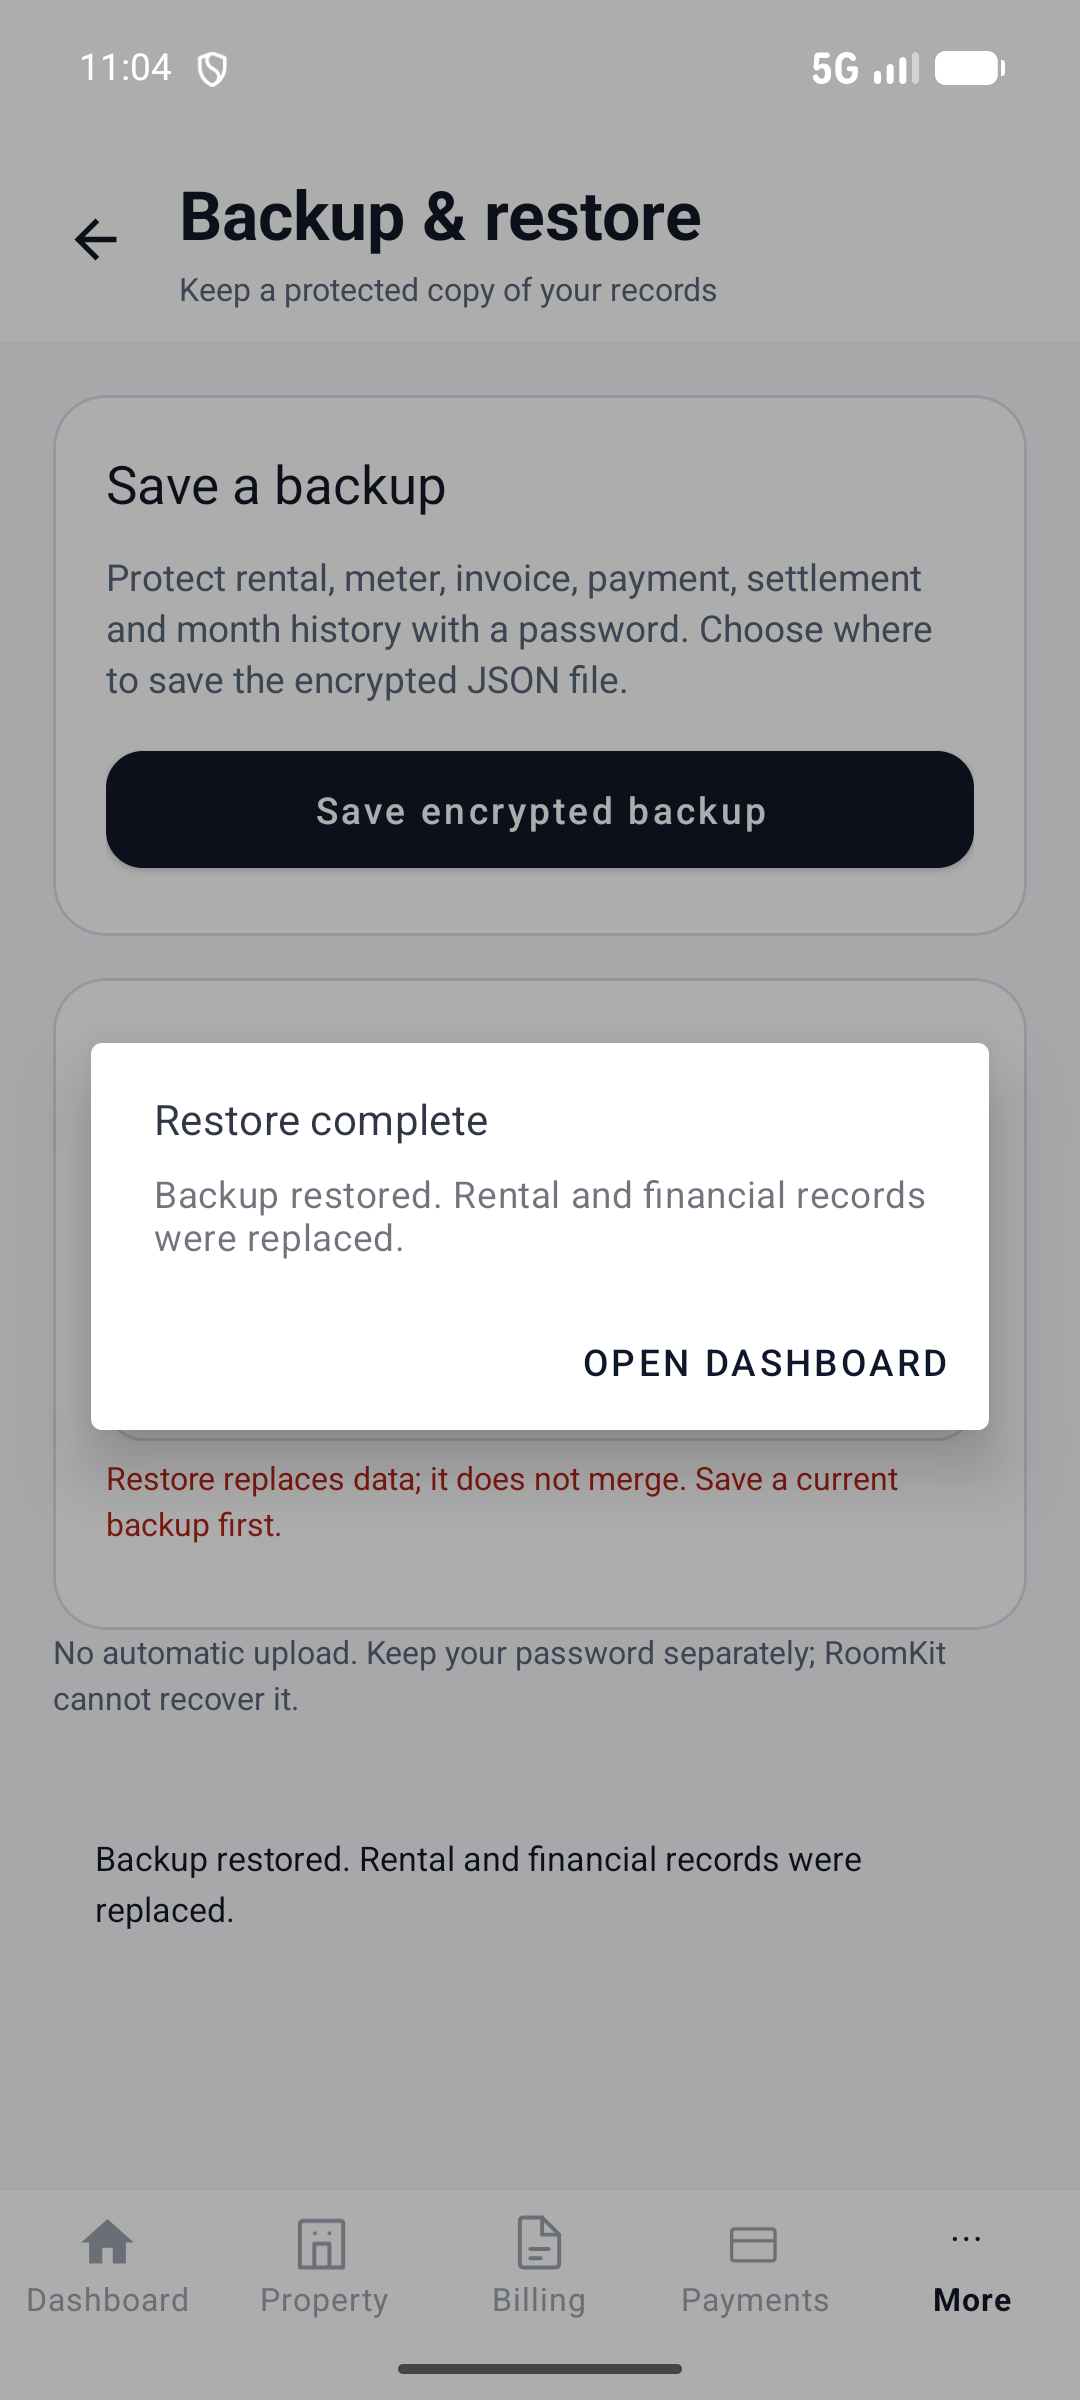 11:04
5G
Backup & restore
Keep a protected copy of your records
Save a backup
Protect rental, meter, invoice, payment, settlement
and month history with a password. Choose where
to save the encrypted JSON file.
Save encrypted backup
Restore complete
Backup restored. Rental and financial records
were replaced.
OPEN DASHBOARD
Restore replaces data; it does not merge. Save a current
backup first.
No automatic upload. Keep your password separately; RoomKit
cannot recover it.
Backup restored. Rental and financial records were
replaced.
Dashboard
Property
Billing
Payments
More